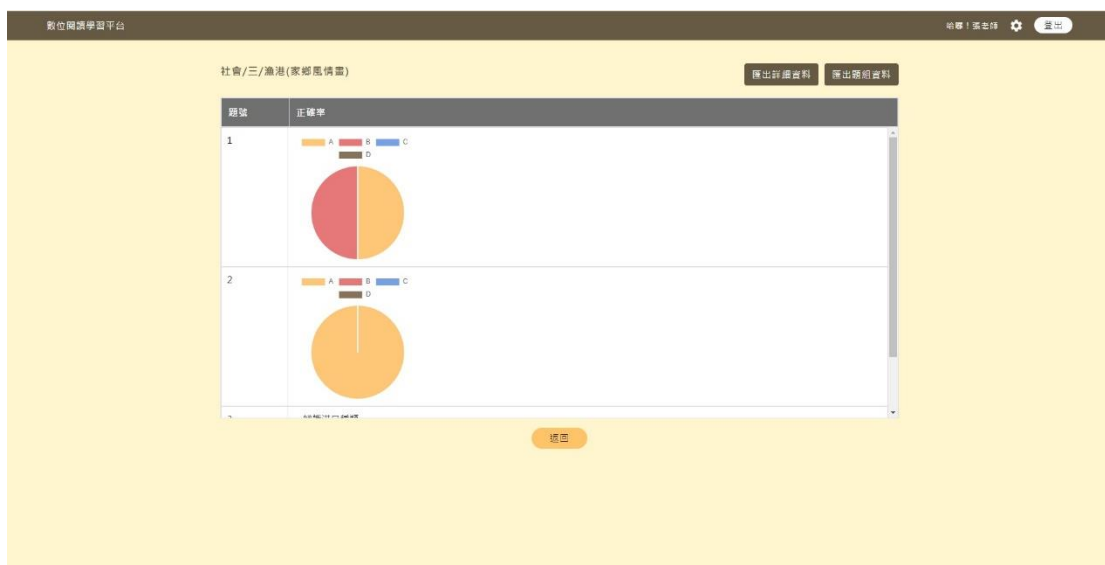 數位閱讀學習平台
哈囉！張老師
登出
社會/三/漁港(家鄉風情畫)
匯出詳細資料
匯出題組資料
題號
正確率
1
A B C
D
2
A B C
D
返回